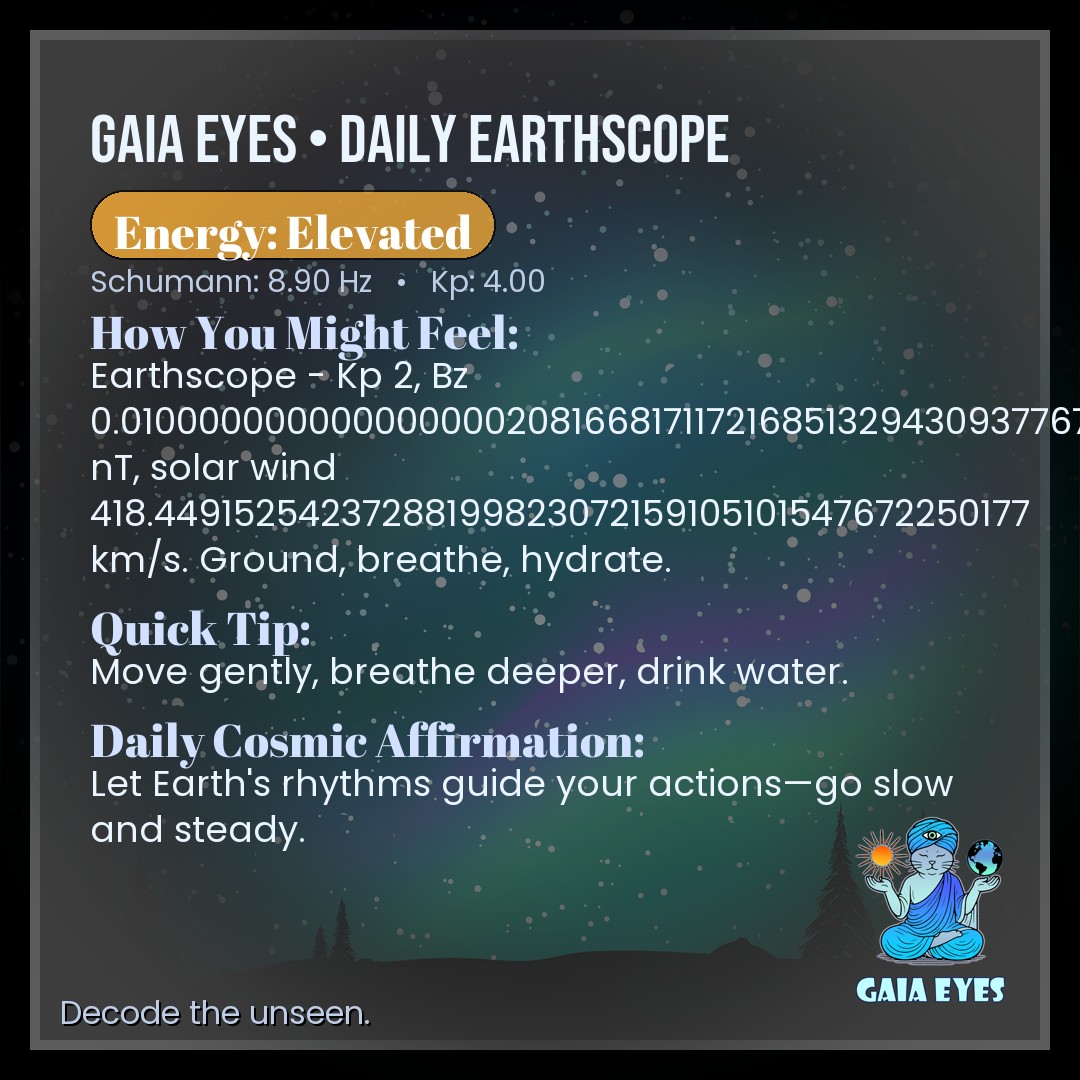 GAIA EYES • DAILY EARTHSCOPE
Energy: Elevated
Schumann: 8.90 Hz • Kp: 4.00
How You Might Feel:
Earthscope - Kp 2, Bz
0.01000000000000000020816681711721685132943093776
nT, solar wind
418.449152542372881998230721591051015476722501​77
km/s. Ground, breathe, hydrate.
Quick Tip:
Move gently, breathe deeper, drink water.
Daily Cosmic Affirmation:
Let Earth's rhythms guide your actions—go slow
and steady.
GAIA EYES
Decode the unseen.